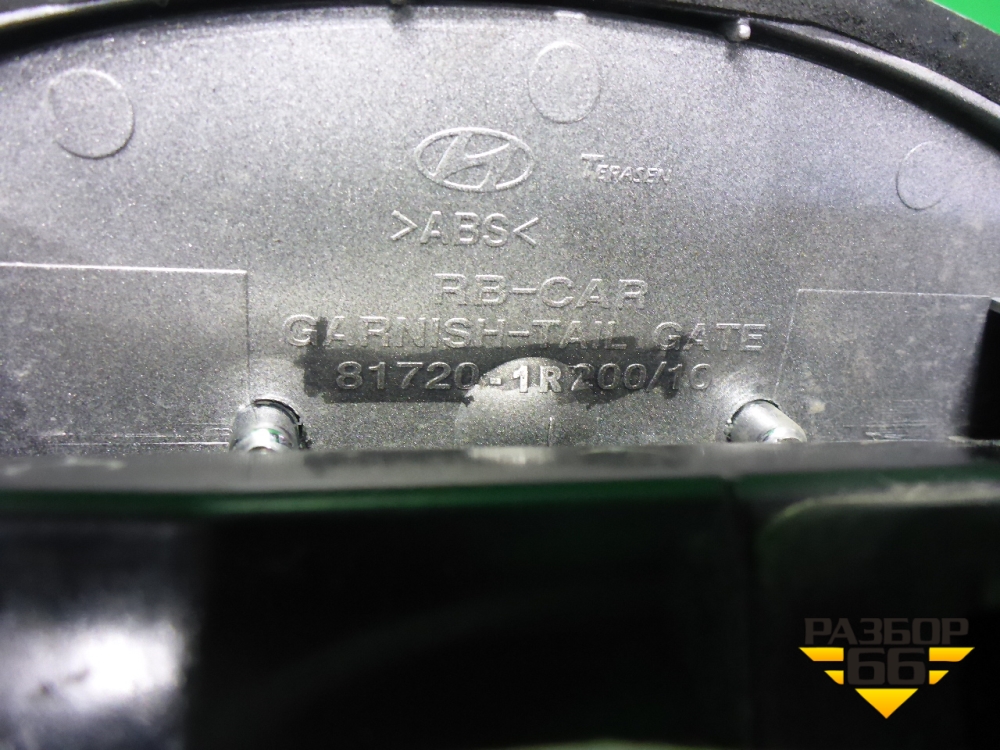 TERASEN
>ABS<
RB-CAR
GARNISH-TAIL GATE
81720-1R200/10
РАЗБОР
66